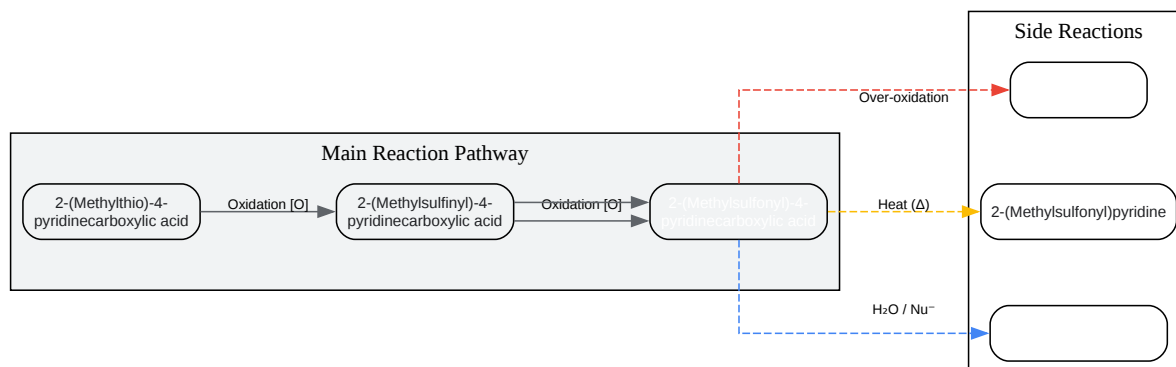 Side Reactions
Over-oxidation
Main Reaction Pathway
2-(Methylthio)-4-
pyridinecarboxylic acid
Oxidation [O]
2-(Methylsulfinyl)-4-
pyridinecarboxylic acid
Oxidation [O]
2-(Methylsulfonyl)-4-
pyridinecarboxylic acid
Heat (Δ)
2-(Methylsulfonyl)pyridine
H₂O / Nu⁻